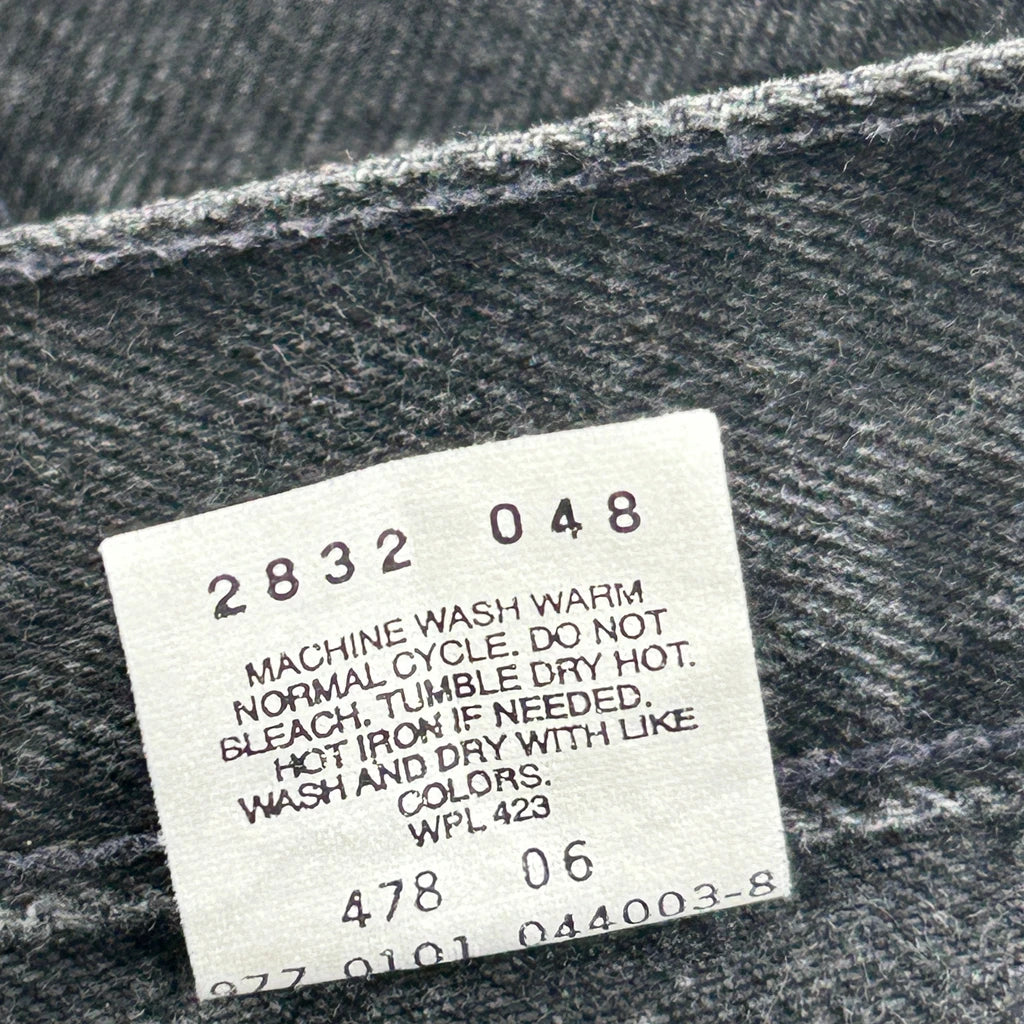 2832 048
MACHINE WASH WARM
NORMAL CYCLE. DO NOT
BLEACH. TUMBLE DRY HOT.
HOT IRON IF NEEDED.
WASH AND DRY WITH LIKE
COLORS.
WPL 423
478 06
0101 044003-8